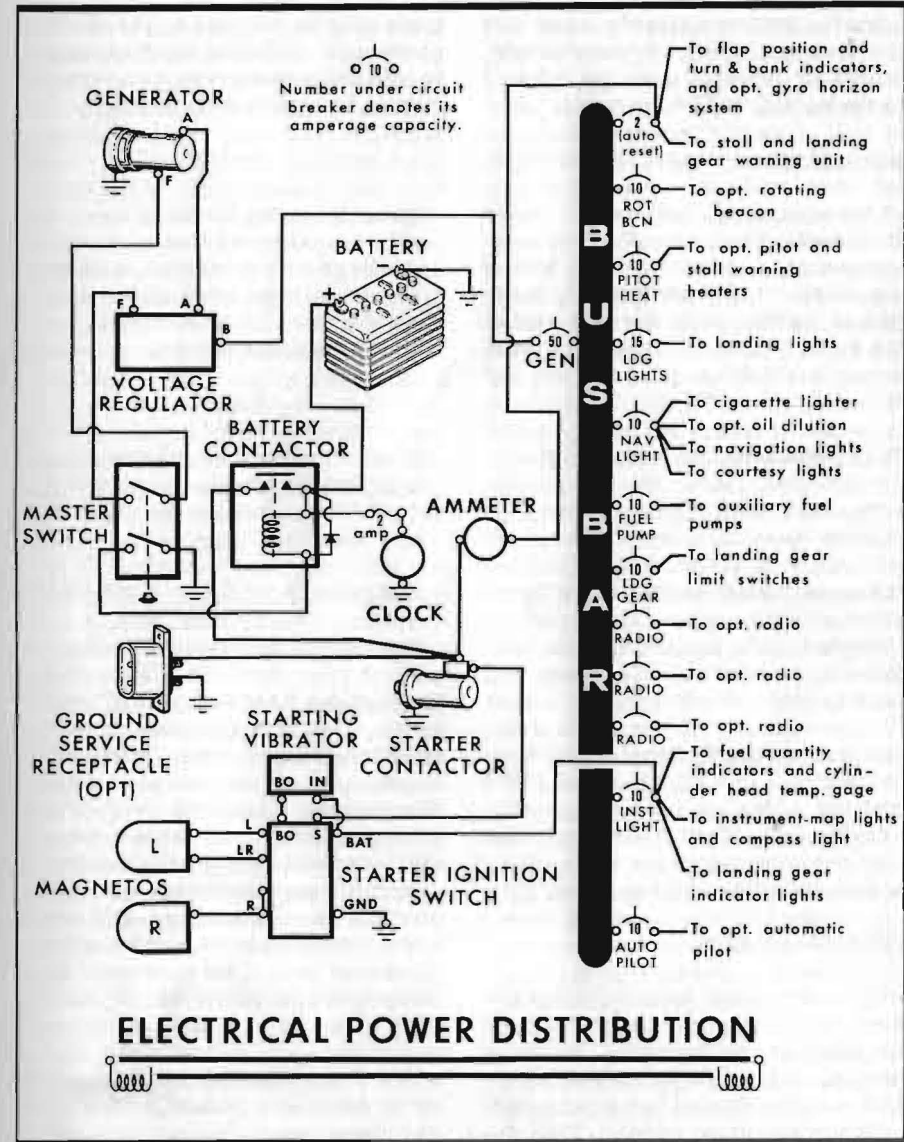 10
Number under circuit
breaker denotes its
amperage capacity.
GENERATOR
A
F
BATTERY
+
-
F
A
B
VOLTAGE
REGULATOR
BATTERY
CONTACTOR
MASTER
SWITCH
2
amp
CLOCK
AMMETER
GROUND
SERVICE
RECEPTACLE
(OPT)
STARTING
VIBRATOR
BO IN
STARTER
CONTACTOR
BO S
BAT
L
L
LR
MAGNETOS
R
R
STARTER IGNITION
SWITCH
GND
50
GEN
BUS BAR
2
(auto
reset)
To flap position and
turn & bank indicators,
and opt. gyro horizon
system
To stall and landing
gear warning unit
10
ROT
BCN
To opt. rotating
beacon
10
PITOT
HEAT
To opt. pitot and
stall warning
heaters
15
LDG
LIGHTS
To landing lights
10
NAV
LIGHT
To cigarette lighter
To opt. oil dilution
To navigation lights
To courtesy lights
10
FUEL
PUMP
To auxiliary fuel
pumps
10
LDG
GEAR
To landing gear
limit switches
RADIO
To opt. radio
RADIO
To opt. radio
RADIO
To opt. radio
10
INST
LIGHT
To fuel quantity
indicators and cylin-
der head temp. gage
To instrument-map lights
and compass light
To landing gear
indicator lights
10
AUTO
PILOT
To opt. automatic
pilot
ELECTRICAL POWER DISTRIBUTION